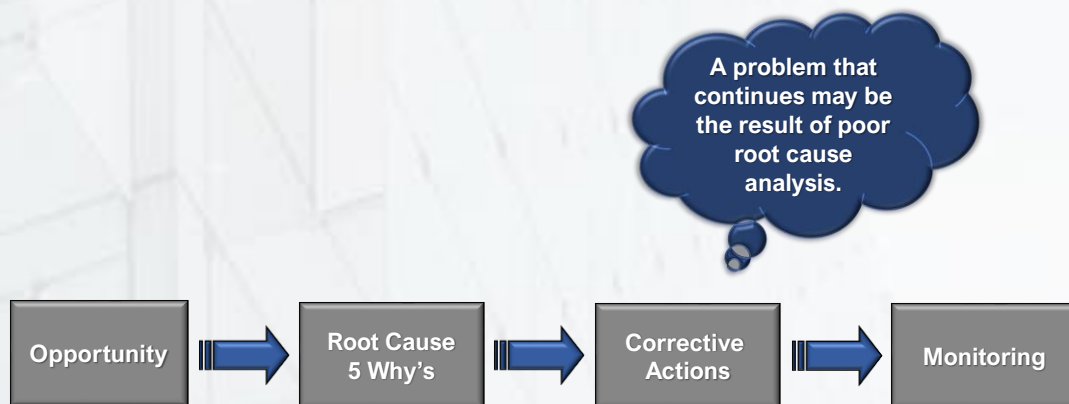 A problem that
continues may be
the result of poor
root cause
analysis.
Opportunity
Root Cause
5 Why's
Corrective
Actions
Monitoring